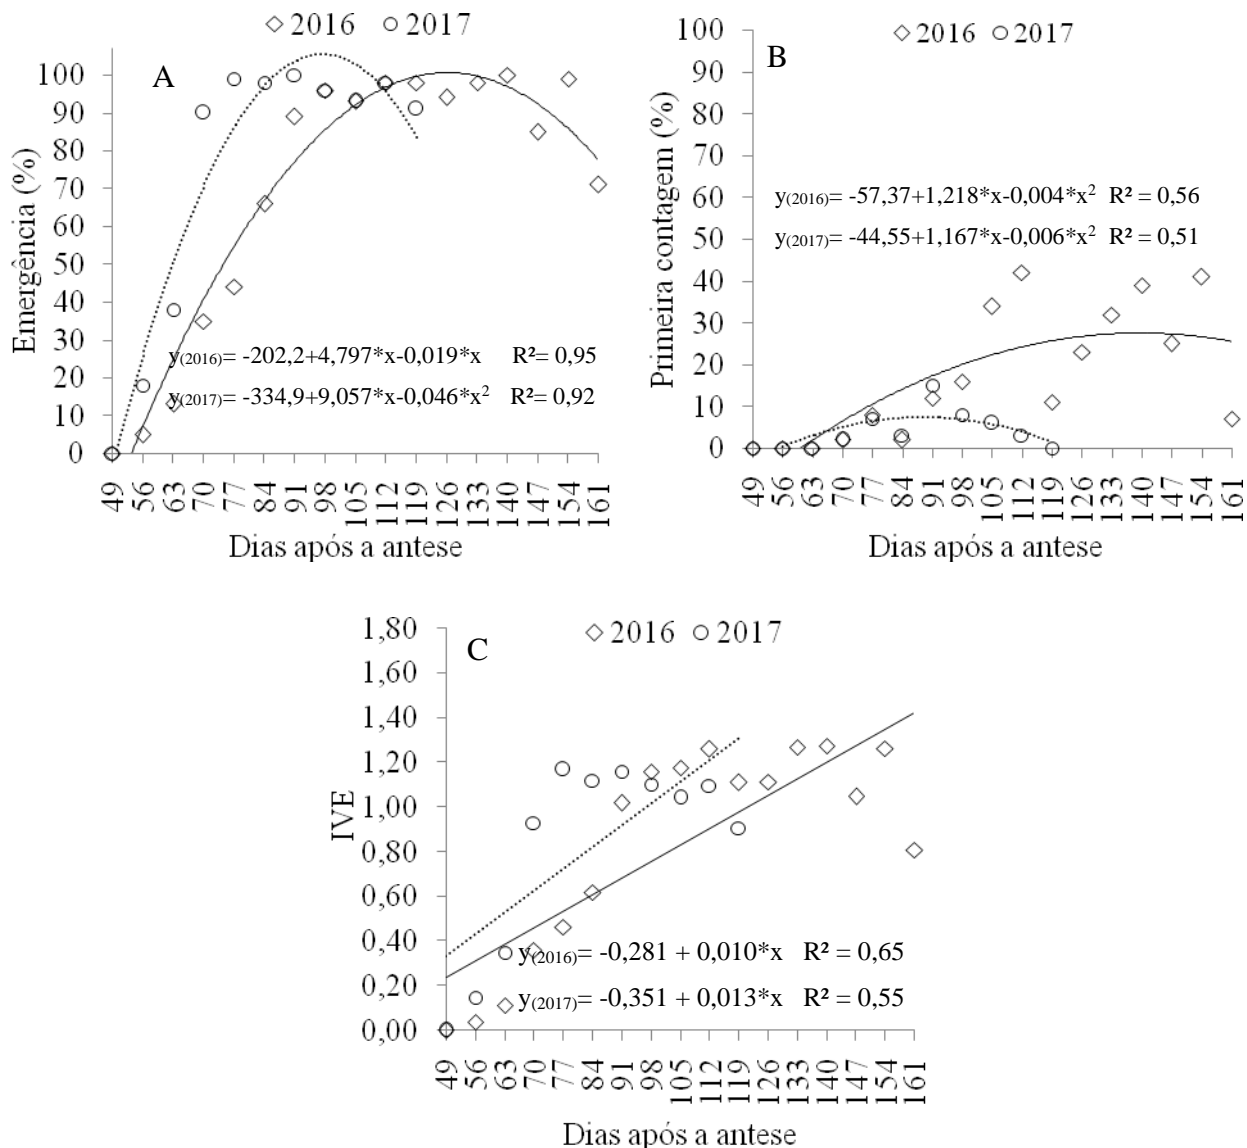 ◇ 2016 ○ 2017
A
Emergência (%)
100
90
80
70
60
50
40
30
20
10
0
y(2016)= -202,2+4,797*x-0,019*x R²= 0,95
y(2017)= -334,9+9,057*x-0,046*x² R²= 0,92
49 56 63 70 77 84 91 98 105 112 119 126 133 140 147 154 161
Dias após a antese
◇ 2016 ○ 2017
B
Primeira contagem (%)
100
90
80
70
60
50
40
30
20
10
0
y(2016)= -57,37+1,218*x-0,004*x² R² = 0,56
y(2017)= -44,55+1,167*x-0,006*x² R² = 0,51
49 56 63 70 77 84 91 98 105 112 119 126 133 140 147 154 161
Dias após a antese
◇ 2016 ○ 2017
C
IVE
1,80
1,60
1,40
1,20
1,00
0,80
0,60
0,40
0,20
0,00
y(2016)= -0,281 + 0,010*x R² = 0,65
y(2017)= -0,351 + 0,013*x R² = 0,55
49 56 63 70 77 84 91 98 105 112 119 126 133 140 147 154 161
Dias após a antese